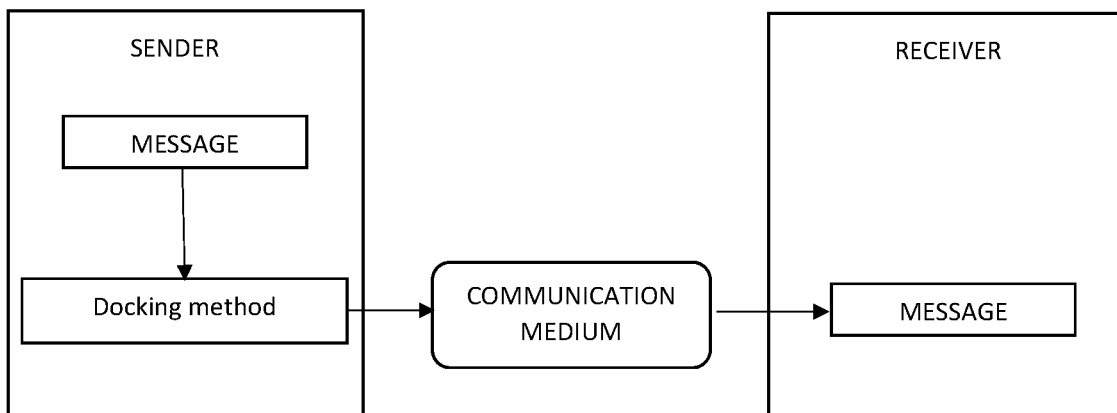 SENDER
RECEIVER
MESSAGE
Docking method
COMMUNICATION
MEDIUM
MESSAGE